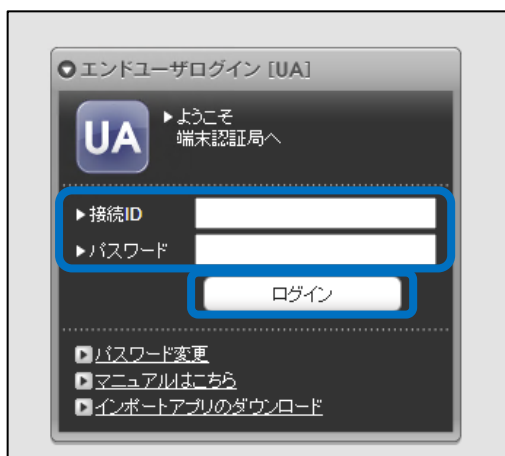 エンドユーザログイン [UA]
UA
ようこそ
端末認証局へ
接続ID
パスワード
ログイン
パスワード変更
マニュアルはこちら
インポートアプリのダウンロード